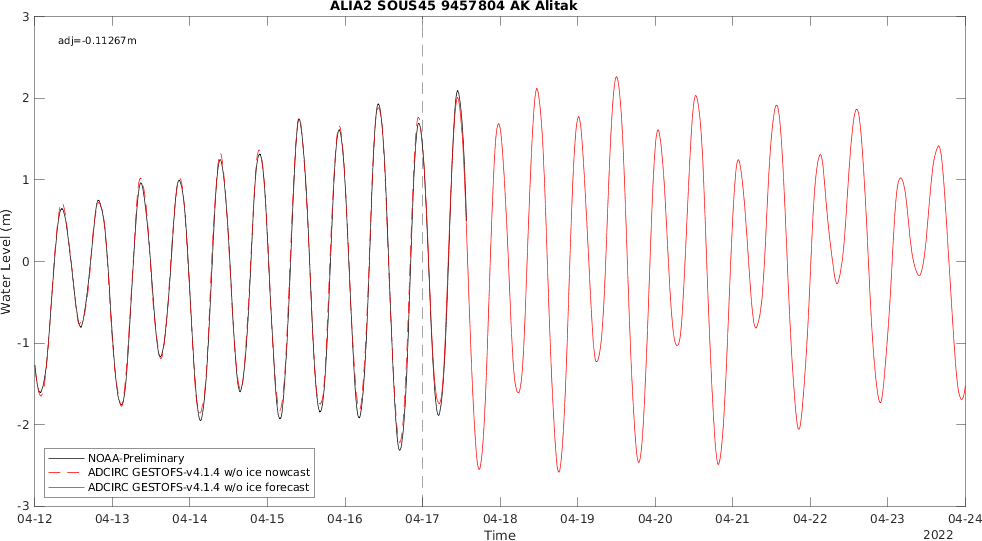 ALIA2 SOUS45 9457804 AK Alitak
adj=-0.11267m
3
2
1
0
-1
-2
-3
Water Level (m)
NOAA-Preliminary
ADCIRC GESTOFS-v4.1.4 w/o ice nowcast
ADCIRC GESTOFS-v4.1.4 w/o ice forecast
04-12 04-13 04-14 04-15 04-16 04-17 04-18 04-19 04-20 04-21 04-22 04-23 04-24
Time
2022